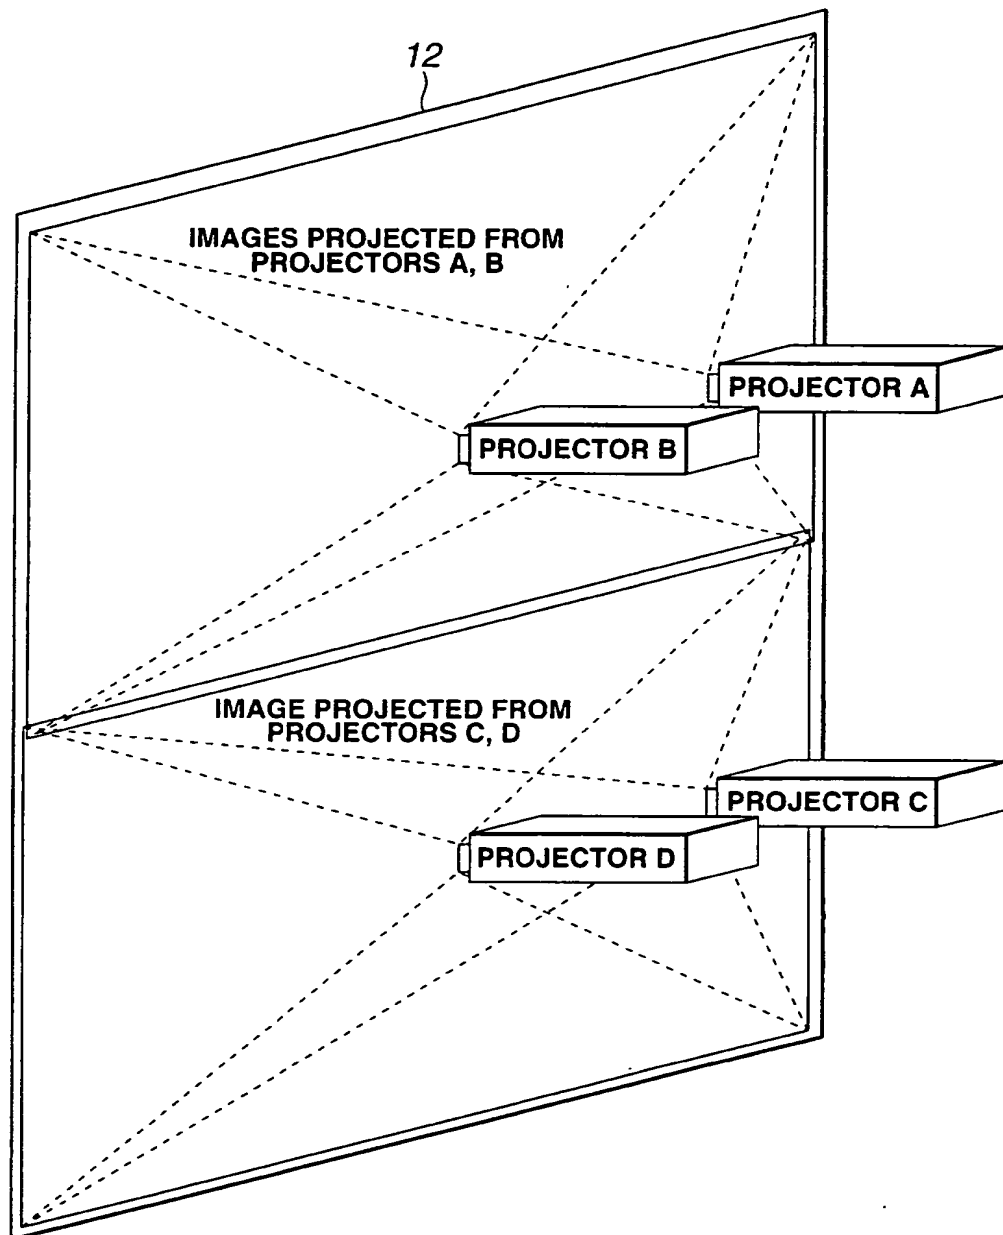 12
IMAGES PROJECTED FROM
PROJECTORS A, B
PROJECTOR A
PROJECTOR B
IMAGE PROJECTED FROM
PROJECTORS C, D
PROJECTOR C
PROJECTOR D